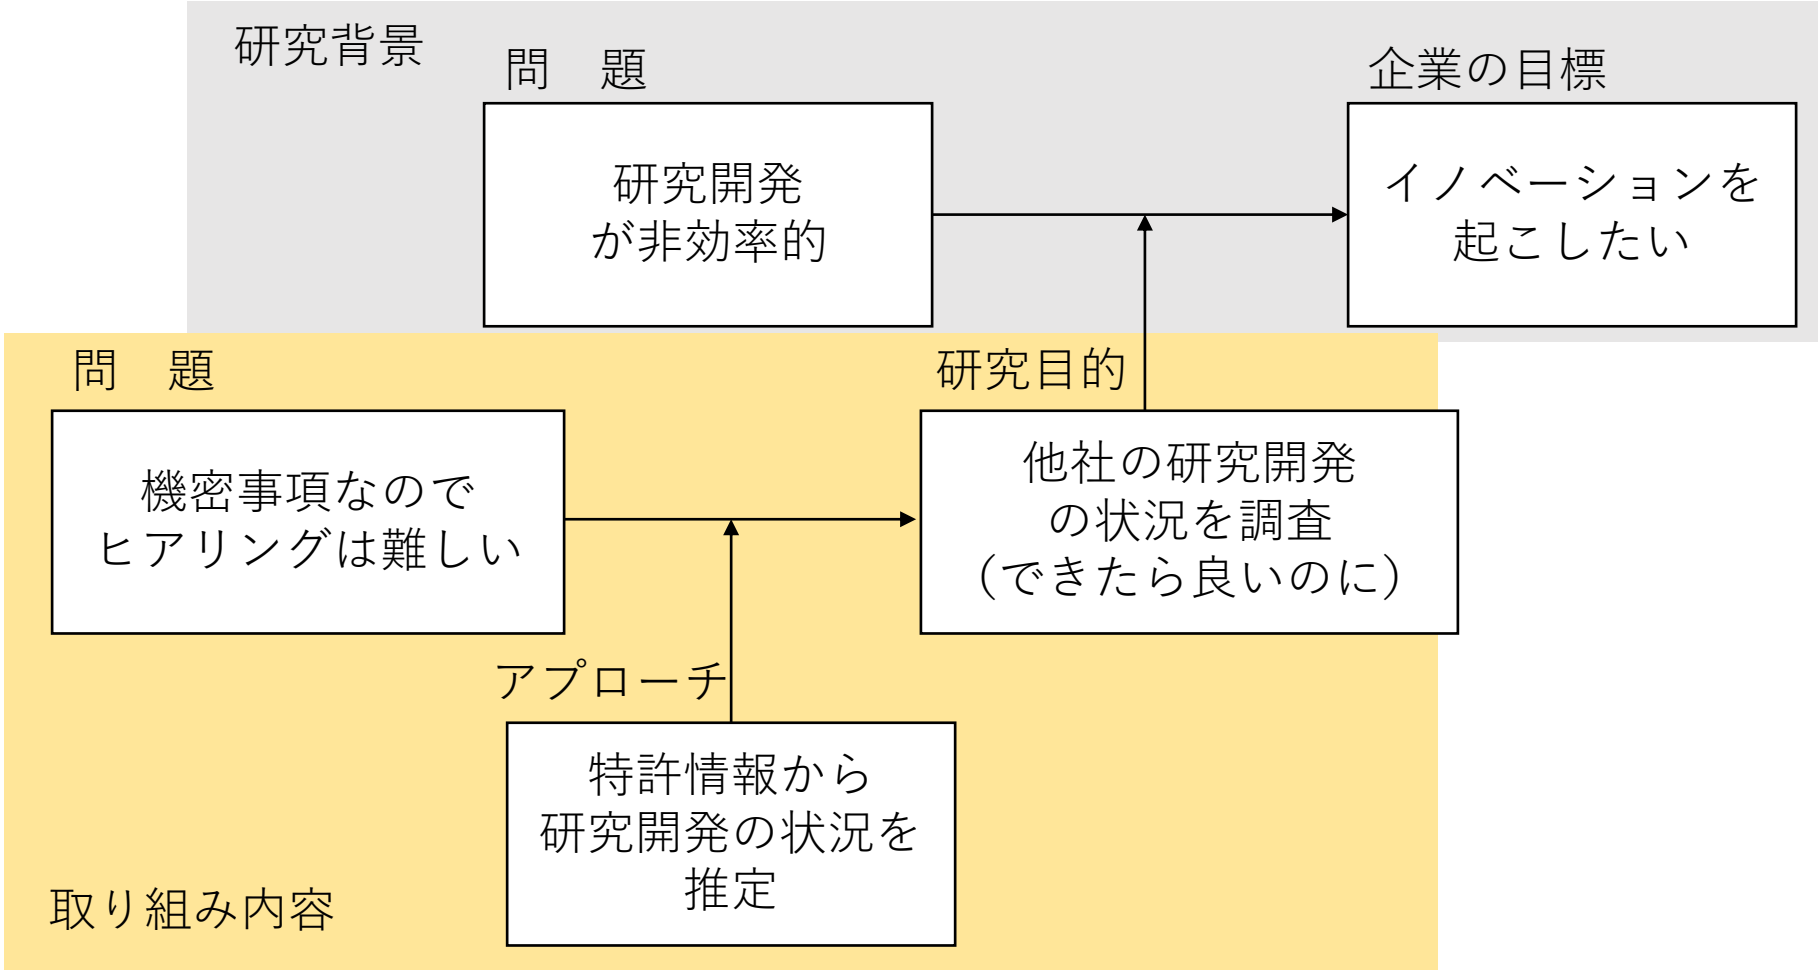 研究背景
問　題
企業の目標
研究開発
が非効率的
イノベーションを
起こしたい
問　題
研究目的
機密事項なので
ヒアリングは難しい
他社の研究開発
の状況を調査
（できたら良いのに）
アプローチ
特許情報から
研究開発の状況を
推定
取り組み内容